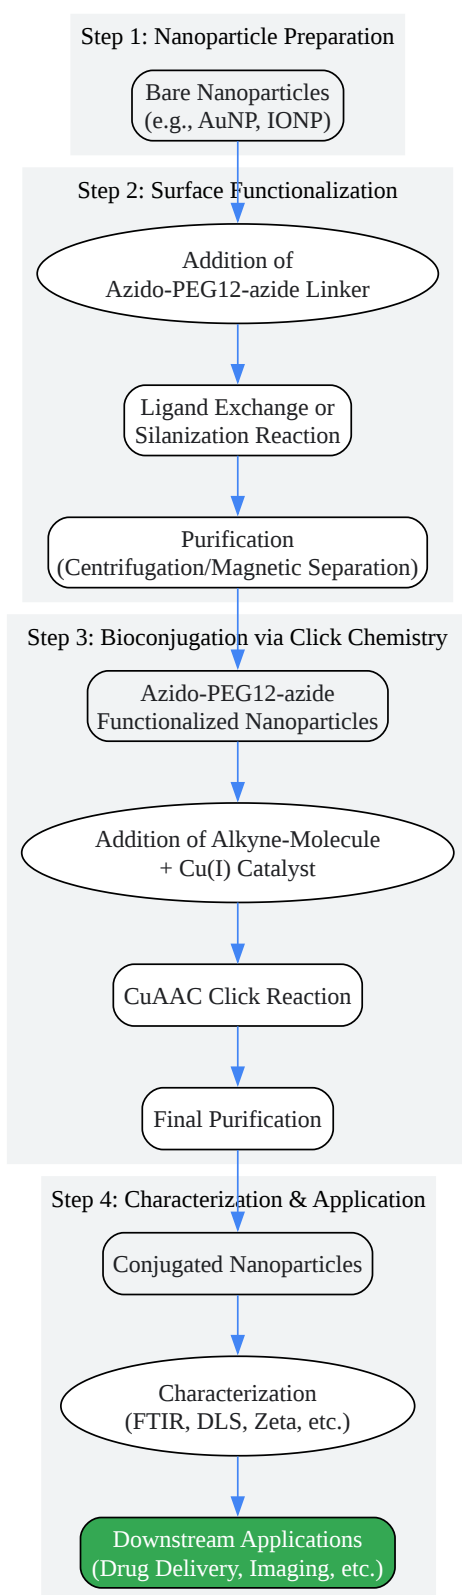 Step 1: Nanoparticle Preparation
Bare Nanoparticles
(e.g., AuNP, IONP)
Step 2: Surface Functionalization
Addition of
Azido-PEG12-azide Linker
Ligand Exchange or
Silanization Reaction
Purification
(Centrifugation/Magnetic Separation)
Step 3: Bioconjugation via Click Chemistry
Azido-PEG12-azide
Functionalized Nanoparticles
Addition of Alkyne-Molecule
+ Cu(I) Catalyst
CuAAC Click Reaction
Final Purification
Step 4: Characterization & Application
Conjugated Nanoparticles
Characterization
(FTIR, DLS, Zeta, etc.)
Downstream Applications
(Drug Delivery, Imaging, etc.)